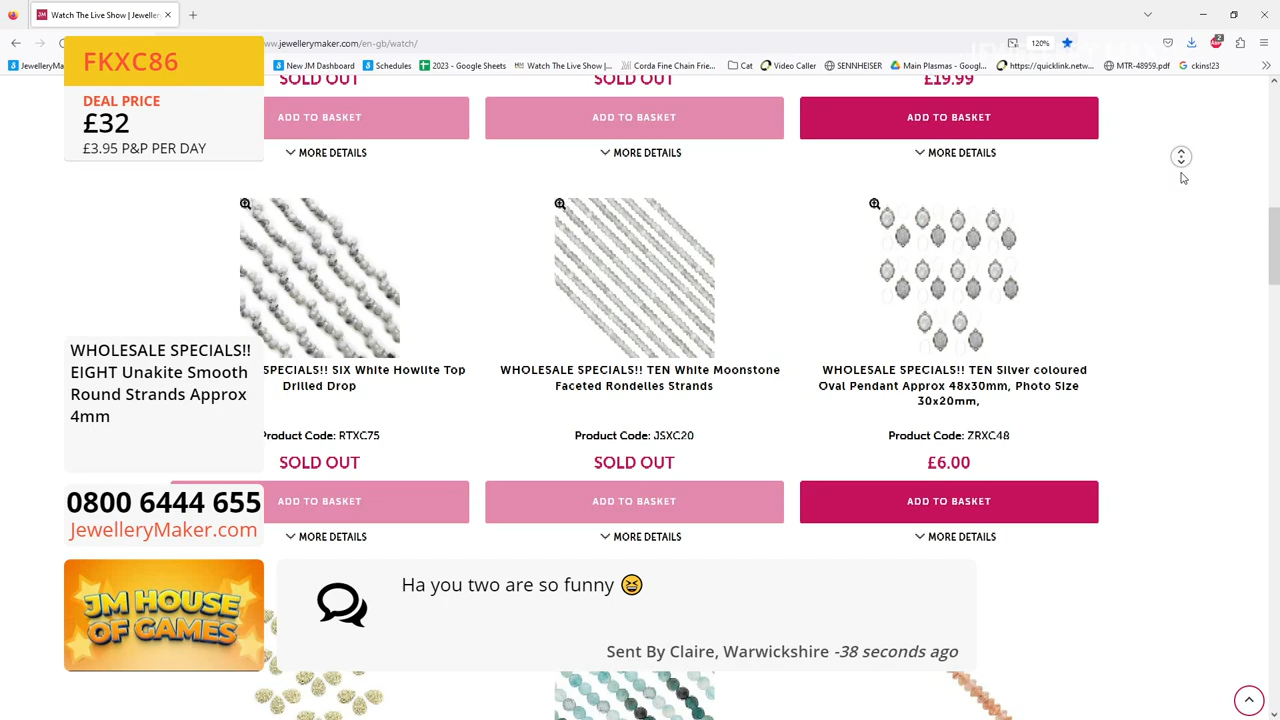 Watch The Live Show | Jeweller
ww.jewellerymaker.com/en-gb/watch/
120%
2
JewelleryMa
New JM Dashboard
Schedules
2023 - Google Sheets
Watch The Live Show |...
Corda Fine Chain Frie...
Cat
Video Caller
SENNHEISER
Main Plasmas - Googl...
https://quicklink.netw...
MTR-48959.pdf
ckins13
FKXC86
DEAL PRICE
£32
£3.95 P&P PER DAY
SOLD OUT
SOLD OUT
£19.99
ADD TO BASKET
ADD TO BASKET
ADD TO BASKET
MORE DETAILS
MORE DETAILS
MORE DETAILS
WHOLESALE SPECIALS!!
EIGHT Unakite Smooth
Round Strands Approx
4mm
SPECIALS!! SIX White Howlite Top
Drilled Drop
WHOLESALE SPECIALS!! TEN White Moonstone
Faceted Rondelles Strands
WHOLESALE SPECIALS!! TEN Silver coloured
Oval Pendant Approx 48x30mm, Photo Size
30x20mm,
Product Code: RTXC75
Product Code: JSXC20
Product Code: ZRXC48
SOLD OUT
SOLD OUT
£6.00
ADD TO BASKET
ADD TO BASKET
ADD TO BASKET
MORE DETAILS
MORE DETAILS
MORE DETAILS
0800 6444 655
JewelleryMaker.com
JM HOUSE
OF GAMES
Ha you two are so funny 😆
Sent By Claire, Warwickshire -38 seconds ago